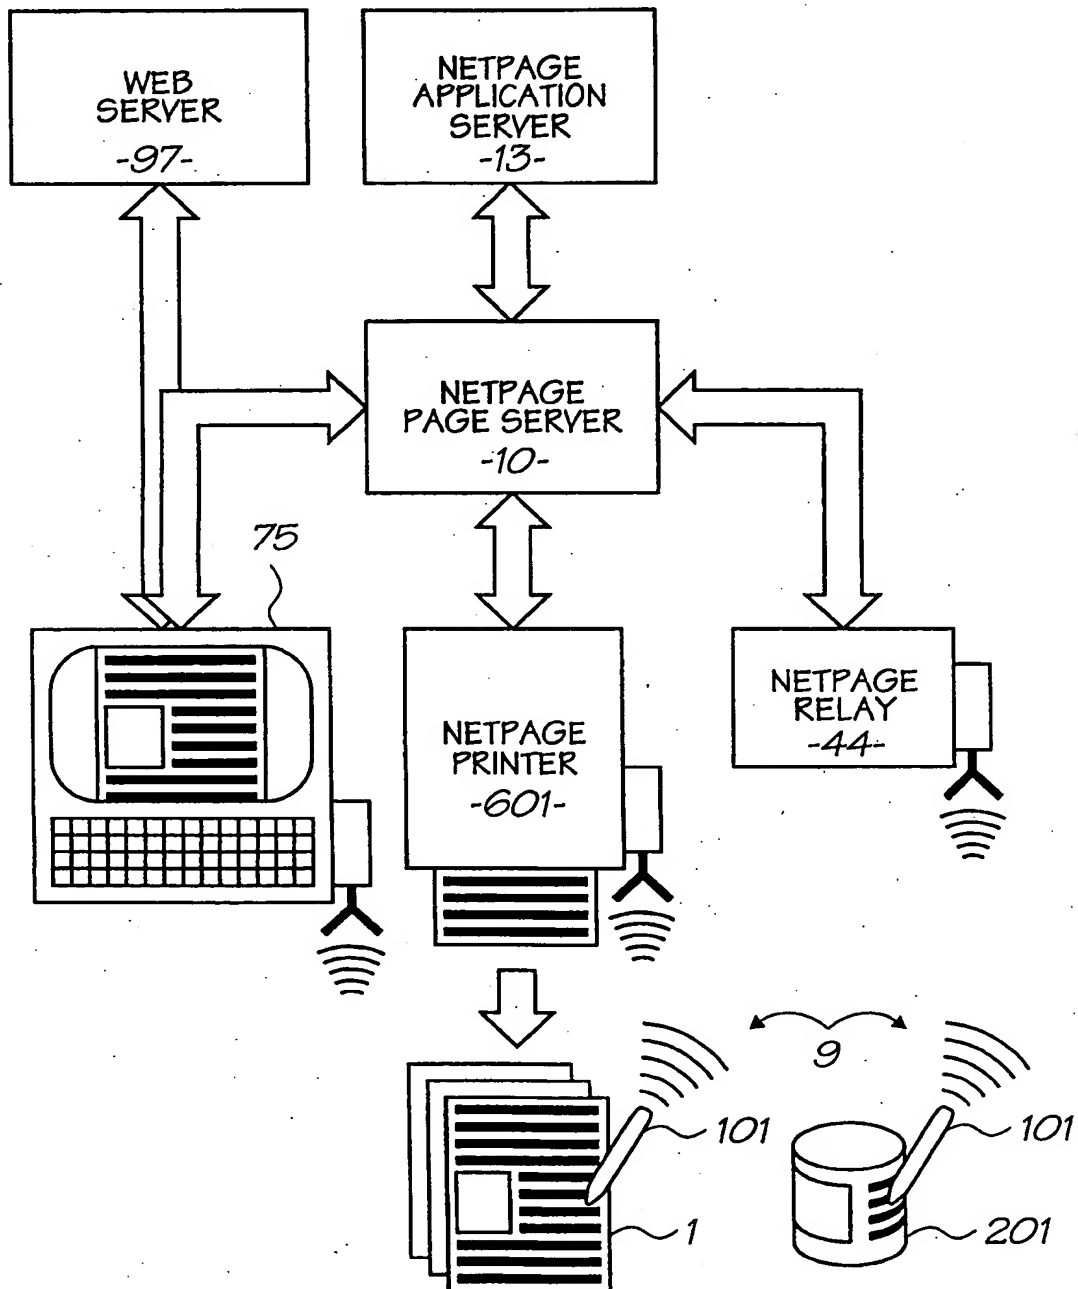 WEB
SERVER
-97-
NETPAGE
APPLICATION
SERVER
-13-
NETPAGE
PAGE SERVER
-10-
75
NETPAGE
PRINTER
-601-
NETPAGE
RELAY
-44-
9
101
101
1
201